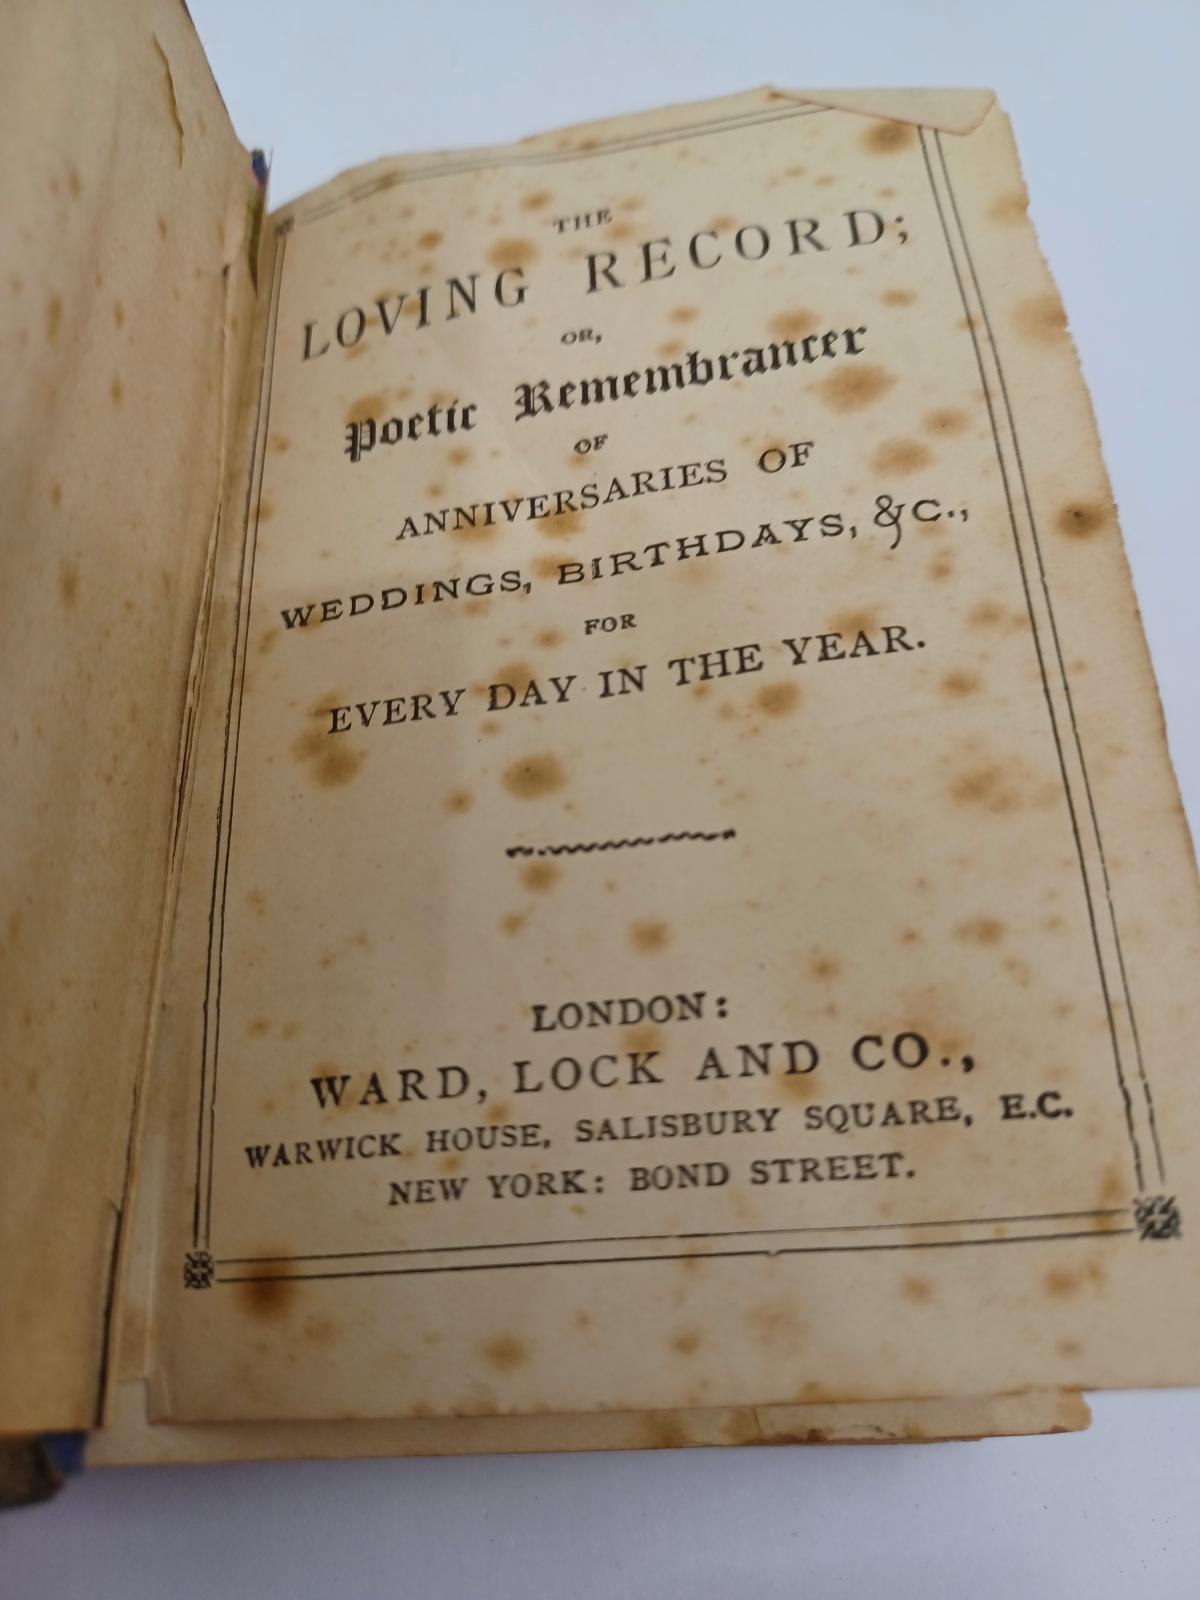 THE
LOVING RECORD;
OR,
Poetic Remembrancer
OF
ANNIVERSARIES OF
WEDDINGS, BIRTHDAYS, &C.,
FOR
EVERY DAY IN THE YEAR.
LONDON:
WARD, LOCK AND CO.,
WARWICK HOUSE, SALISBURY SQUARE, E.C.
NEW YORK: BOND STREET.